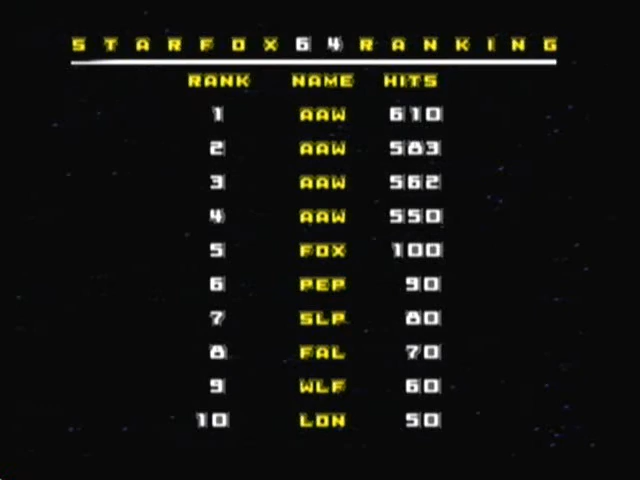 STARFOX64RANKING
RANK NAME HITS
1 AAW 610
2 AAW 583
3 AAW 562
4 AAW 550
5 FOX 100
6 PEP 90
7 SLP 80
8 FAL 70
9 WLF 60
10 LON 50